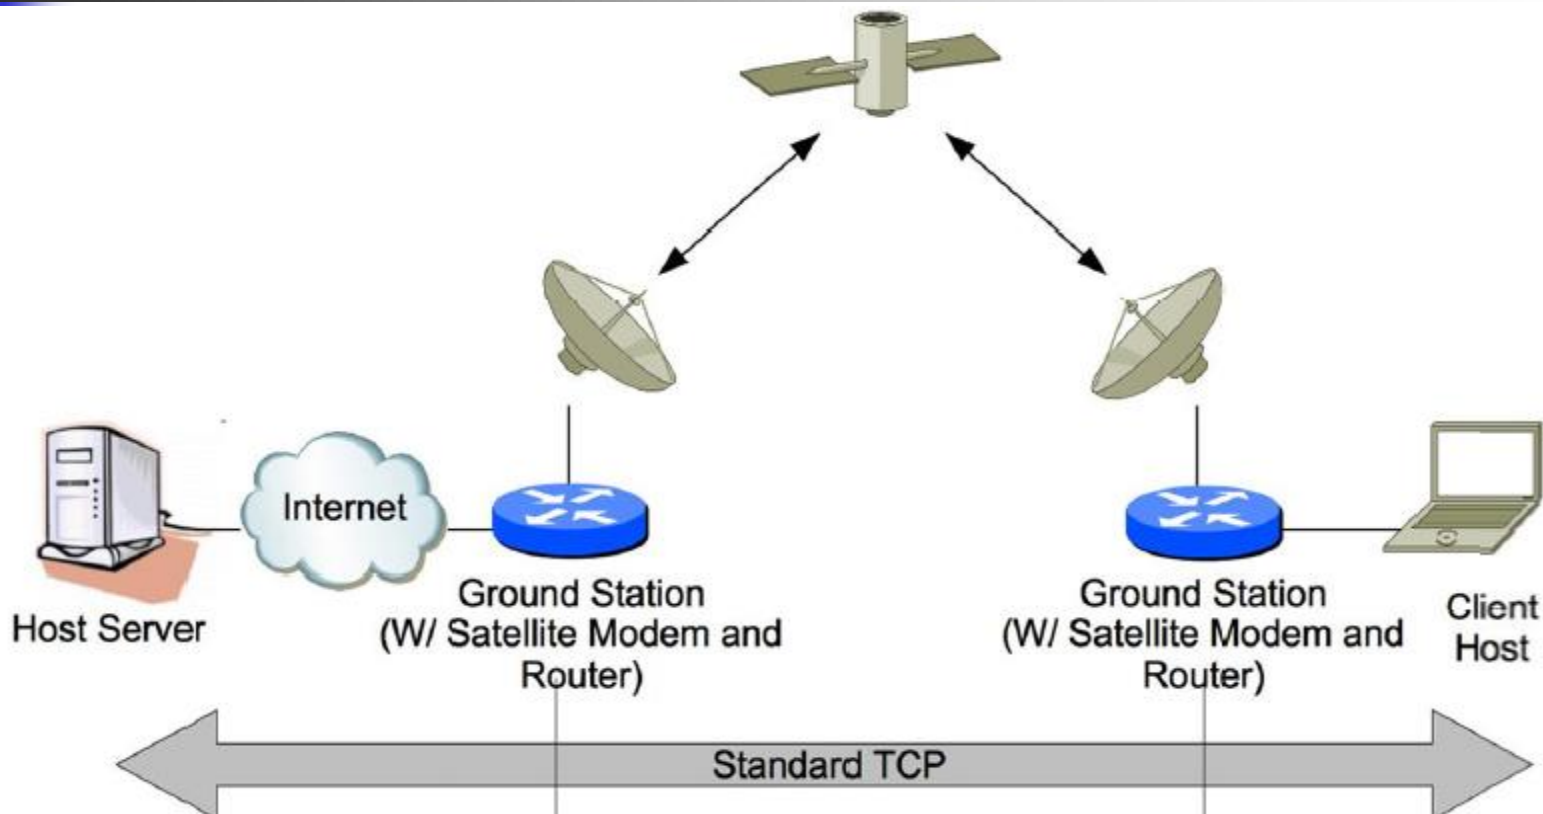 Internet
Host Server
Ground Station
(W/ Satellite Modem and
Router)
Ground Station
(W/ Satellite Modem and
Router)
Client
Host
Standard TCP